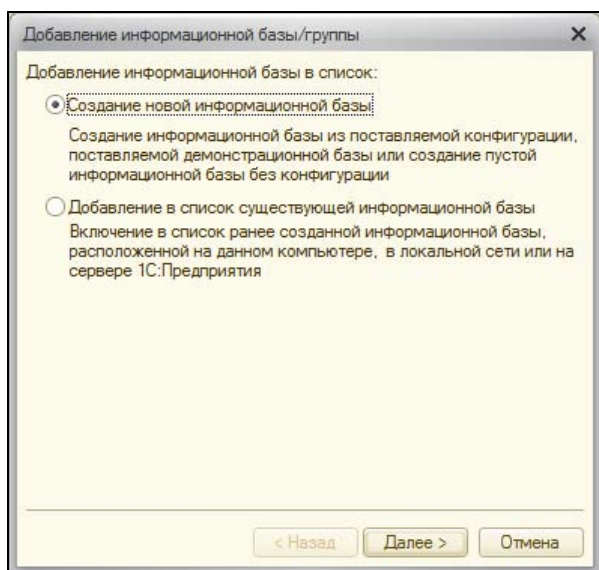 Добавление информационной базы/группы
Добавление информационной базы в список:
Создание новой информационной базы
Создание информационной базы из поставляемой конфигурации,
поставляемой демонстрационной базы или создание пустой
информационной базы без конфигурации
Добавление в список существующей информационной базы
Включение в список ранее созданной информационной базы,
расположенной на данном компьютере, в локальной сети или на
сервере 1С:Предприятия
< Назад Далее > Отмена